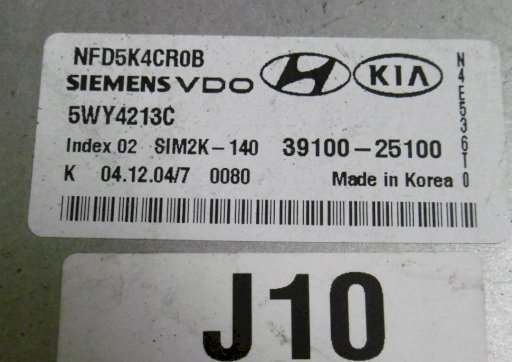 NFD5K4CR0B
SIEMENS VDO
KIA
5WY4213C
Index 02 SIM2K-140 39100-25100
K 04.12.04/7 0080 Made in Korea
N4E536T0
J10